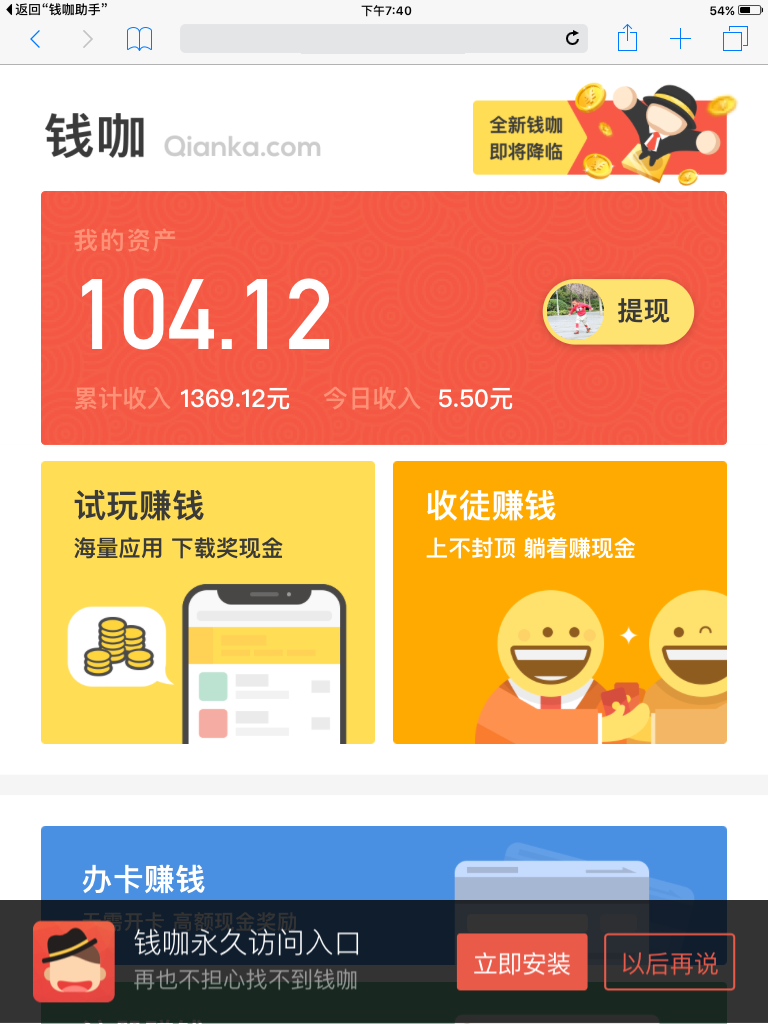 返回“钱咖助手”
下午7:40
54%
钱咖 Qianka.com
全新钱咖
即将降临
我的资产
104.12
提现
累计收入 1369.12元 今日收入 5.50元
试玩赚钱
海量应用 下载奖现金
收徒赚钱
上不封顶 躺着赚现金
办卡赚钱
无需开卡 高额现金奖励
钱咖永久访问入口
再也不担心找不到钱咖
立即安装
以后再说